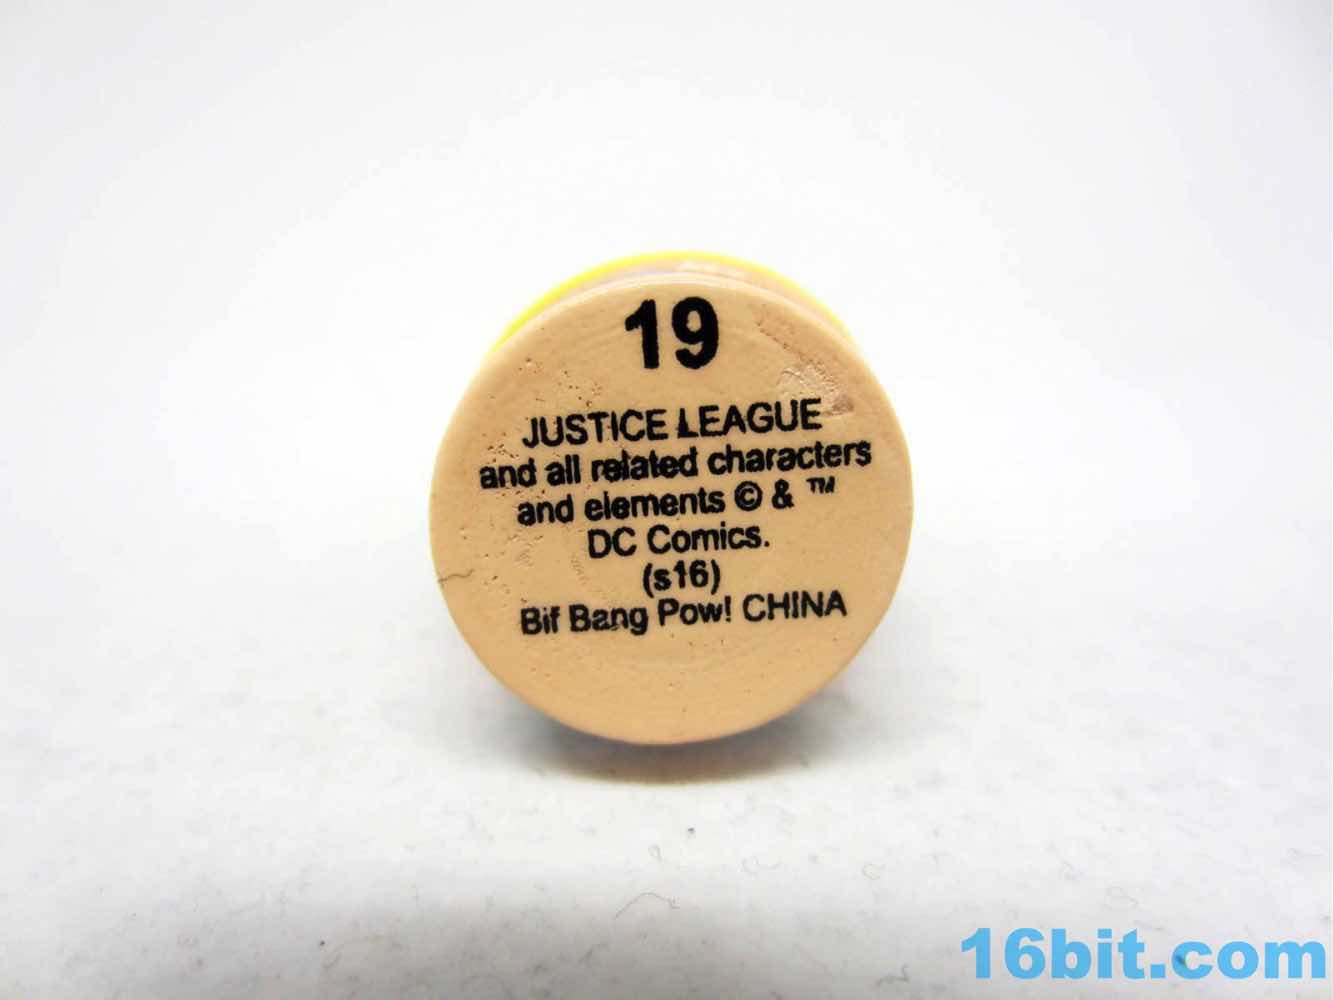 19
JUSTICE LEAGUE
and all related characters
and elements © & ™
DC Comics.
(s16)
Bif Bang Pow! CHINA
16bit.com